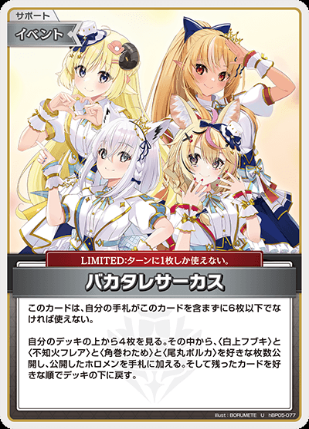 サポート
イベント
LIMITED:ターンに1枚しか使えない。
バカタレサーカス
このカードは、自分の手札がこのカードを含まずに6枚以下でな
ければ使えない。
自分のデッキの上から4枚を見る。その中から、〈白上フブキ〉と
〈不知火フレア〉と〈角巻わため〉と〈尾丸ポルカ〉を好きな枚数公
開し、公開したホロメンを手札に加える。そして残ったカードを好
きな順でデッキの下に戻す。
illust : BORUMETE U hBP05-077